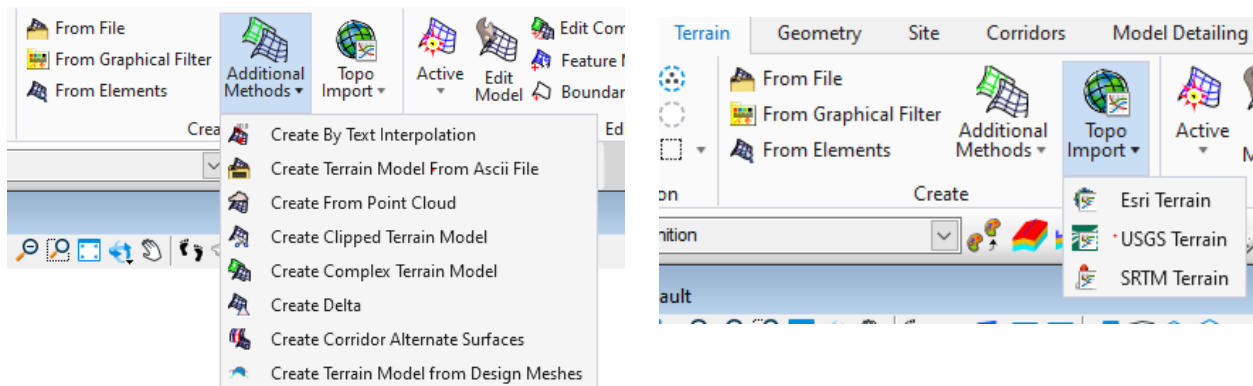 From File
From Graphical Filter
From Elements
Additional
Methods
Topo
Import
Active
Edit
Model
Edit Com
Feature
Boundar
Crea
Ed
Create By Text Interpolation
Create Terrain Model From Ascii File
Create From Point Cloud
Create Clipped Terrain Model
Create Complex Terrain Model
Create Delta
Create Corridor Alternate Surfaces
Create Terrain Model from Design Meshes
Terrain Geometry Site Corridors Model Detailing
From File
From Graphical Filter
From Elements
Additional
Methods
Topo
Import
Active
on
Create
nition
ault
Esri Terrain
USGS Terrain
SRTM Terrain